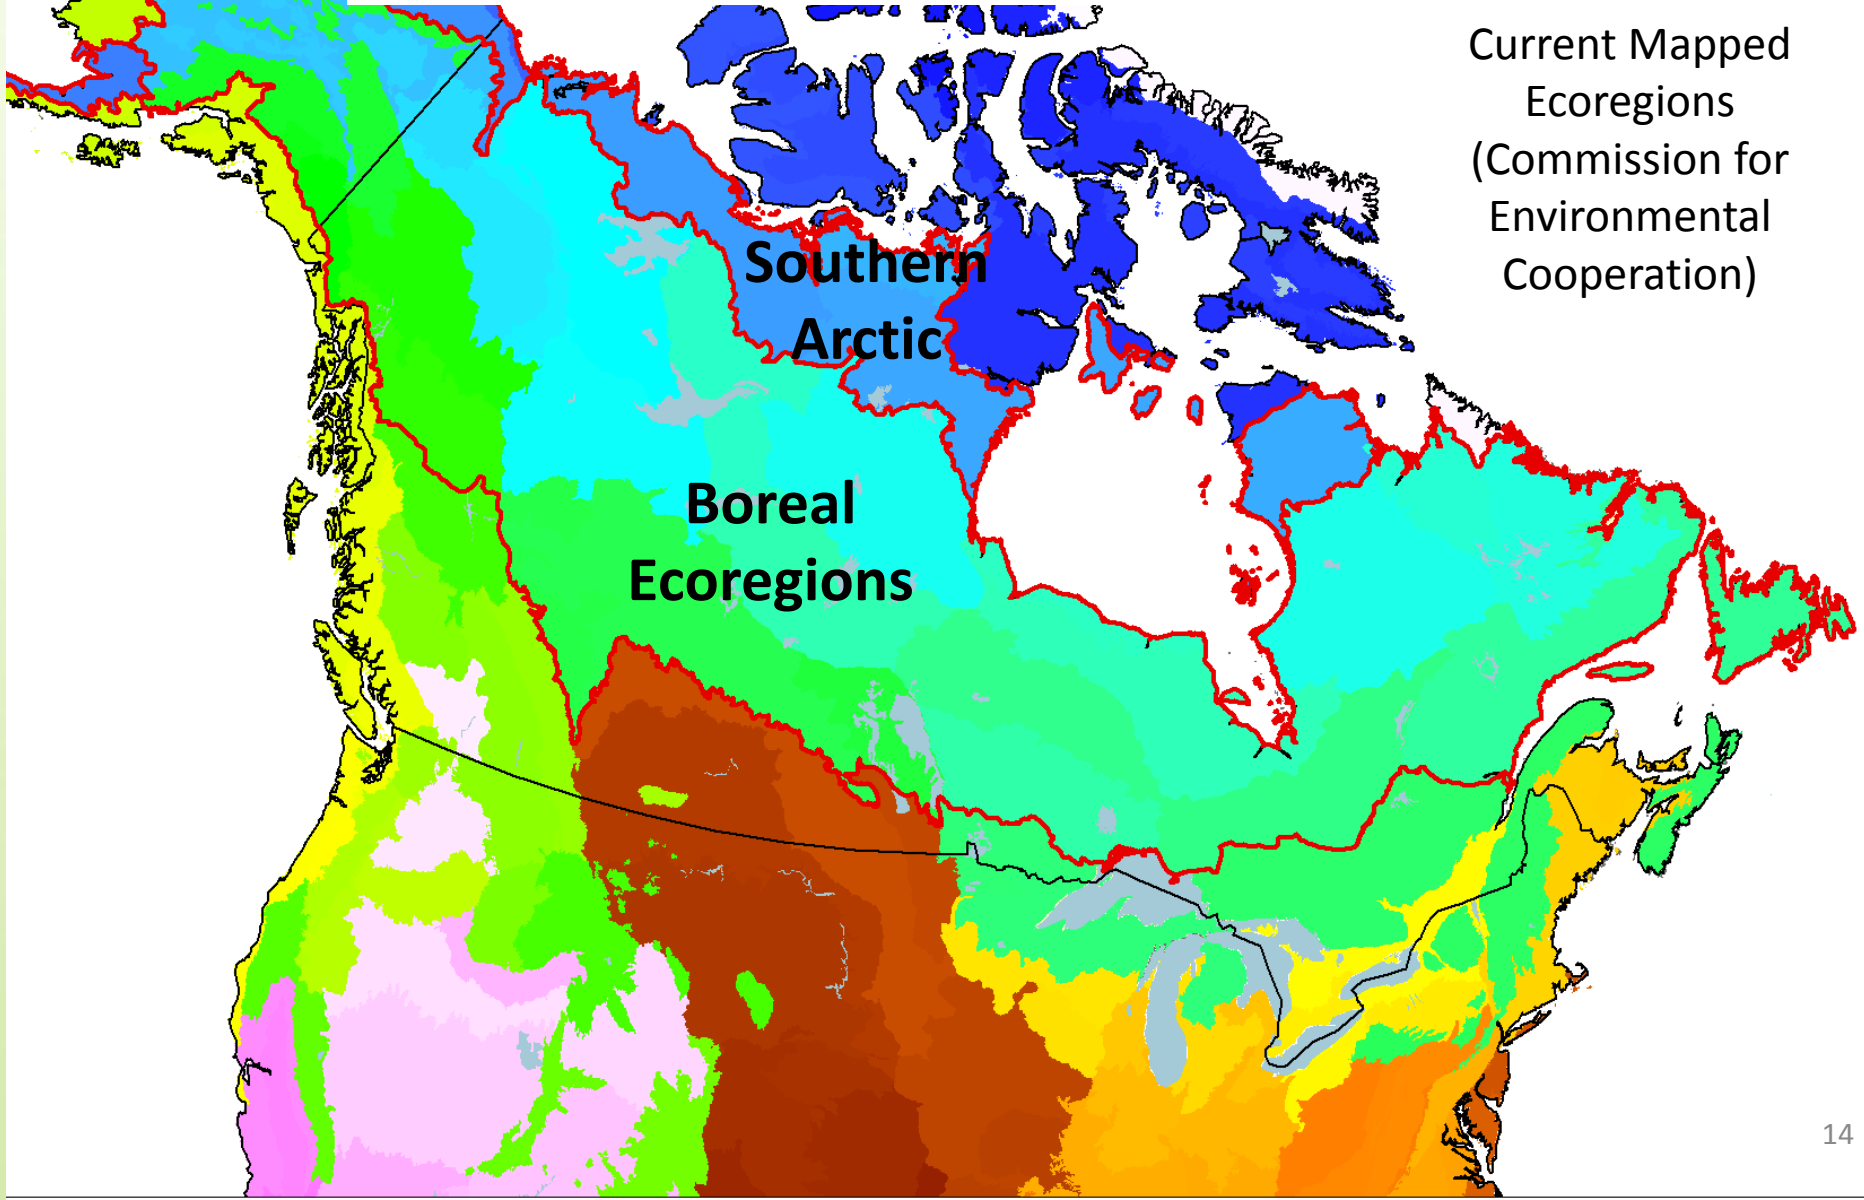 Current Mapped
Ecoregions
(Commission for
Environmental
Cooperation)
Southern
Arctic
Boreal
Ecoregions
14